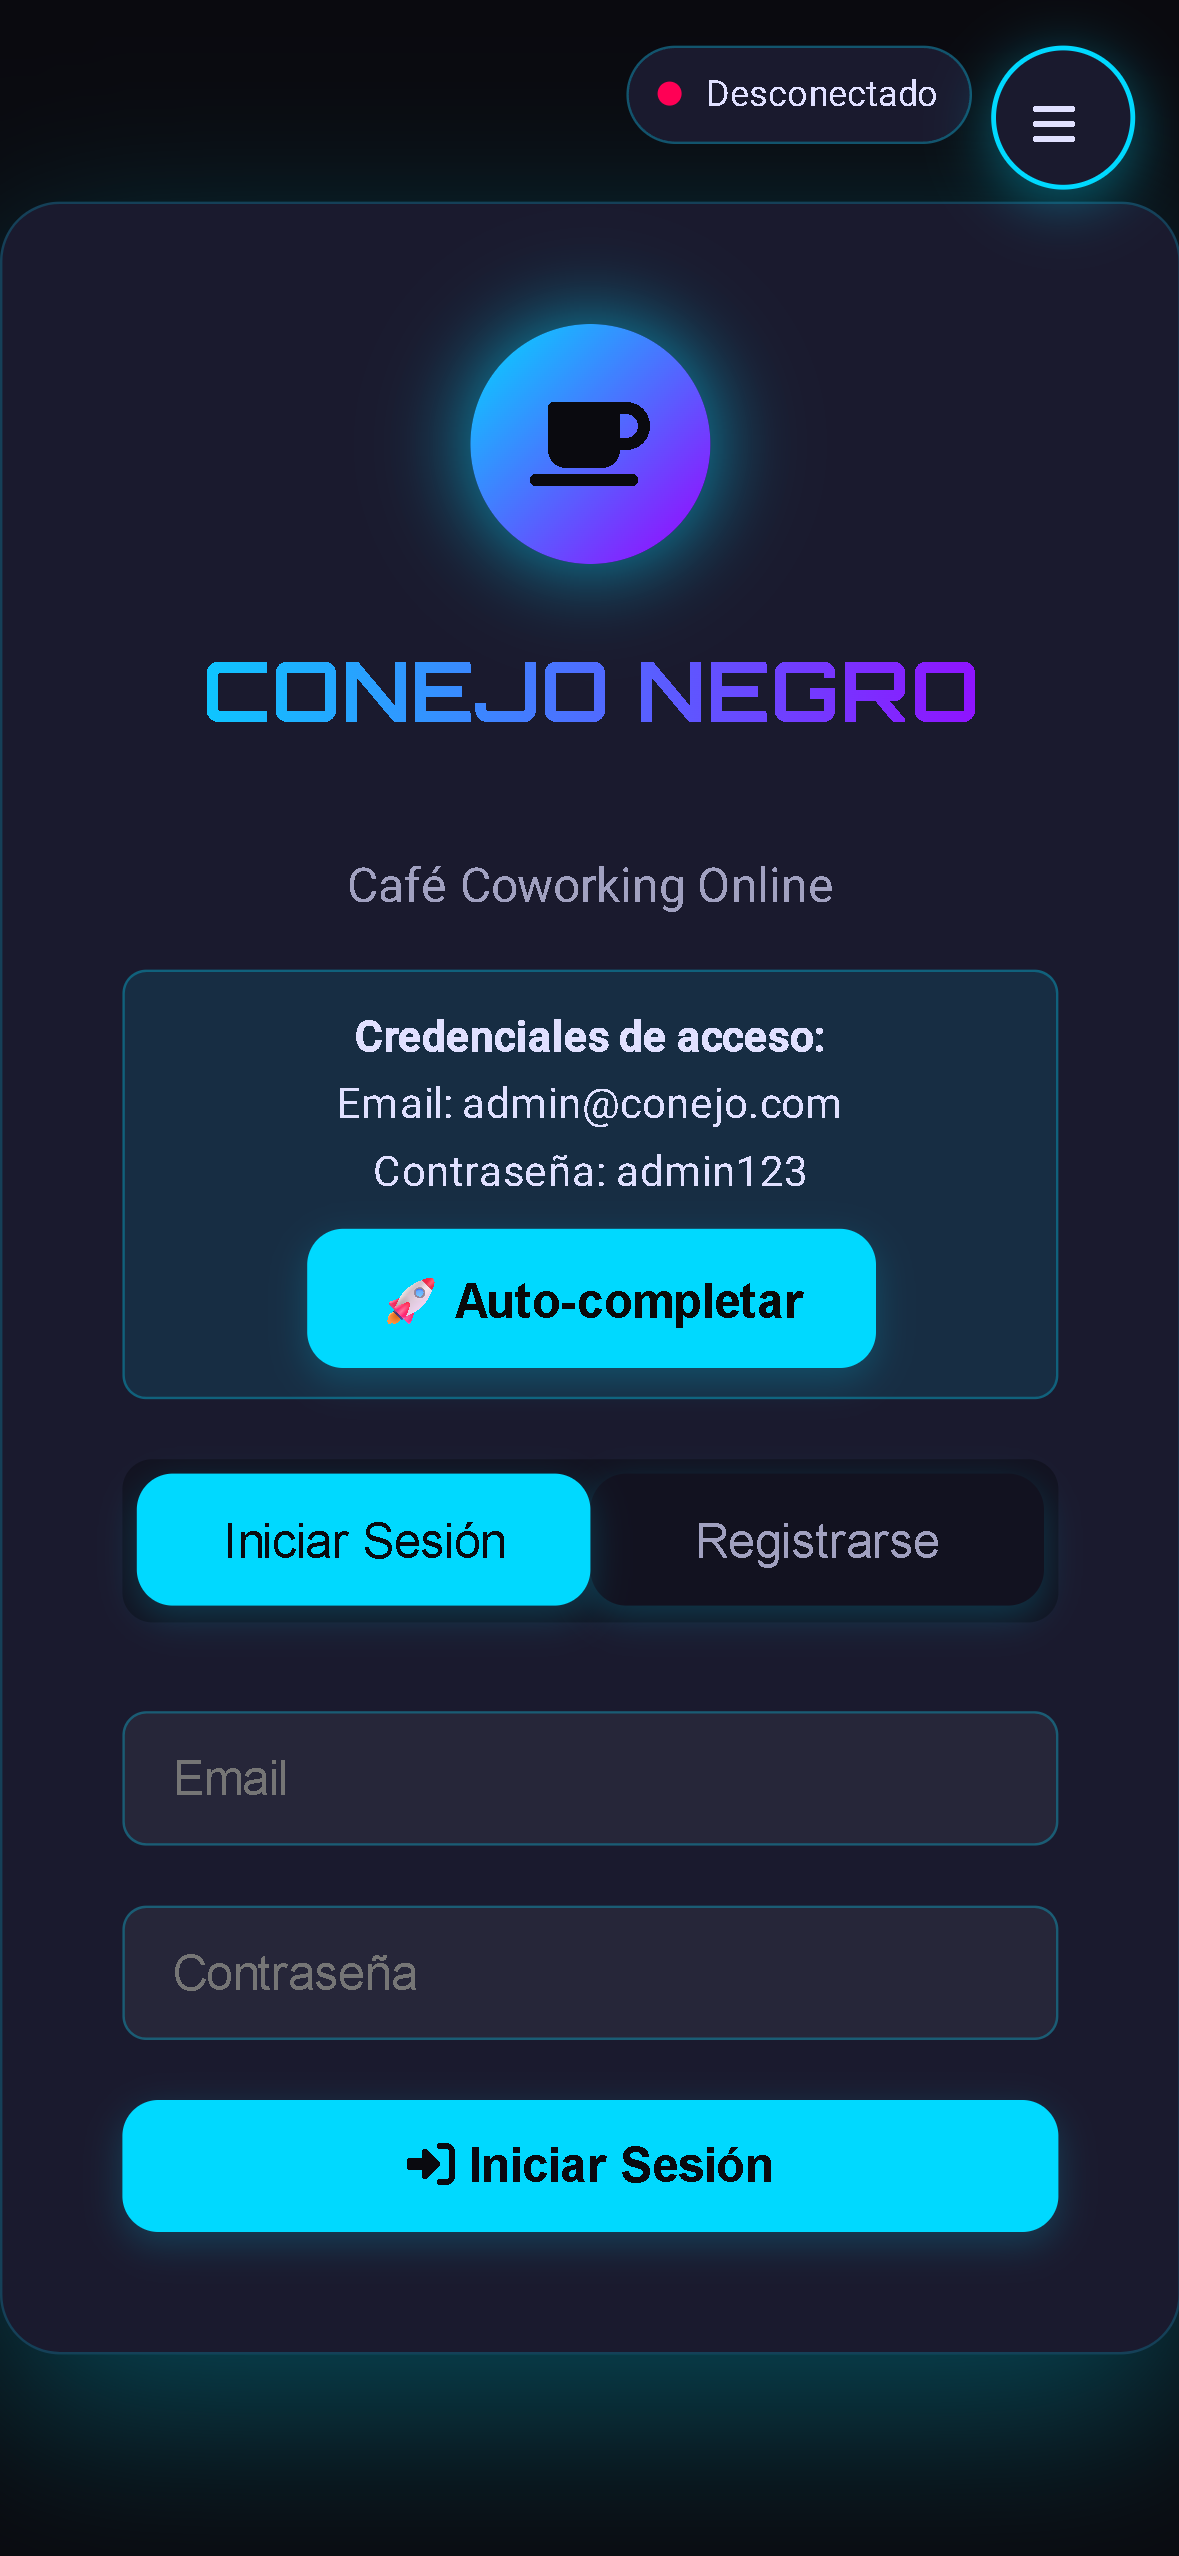 Desconectado
CONEJO NEGRO
Café Coworking Online
Credenciales de acceso:
Email: admin@conejo.com
Contraseña: admin123
🚀 Auto-completar
Iniciar Sesión
Registrarse
Email
Contraseña
Iniciar Sesión